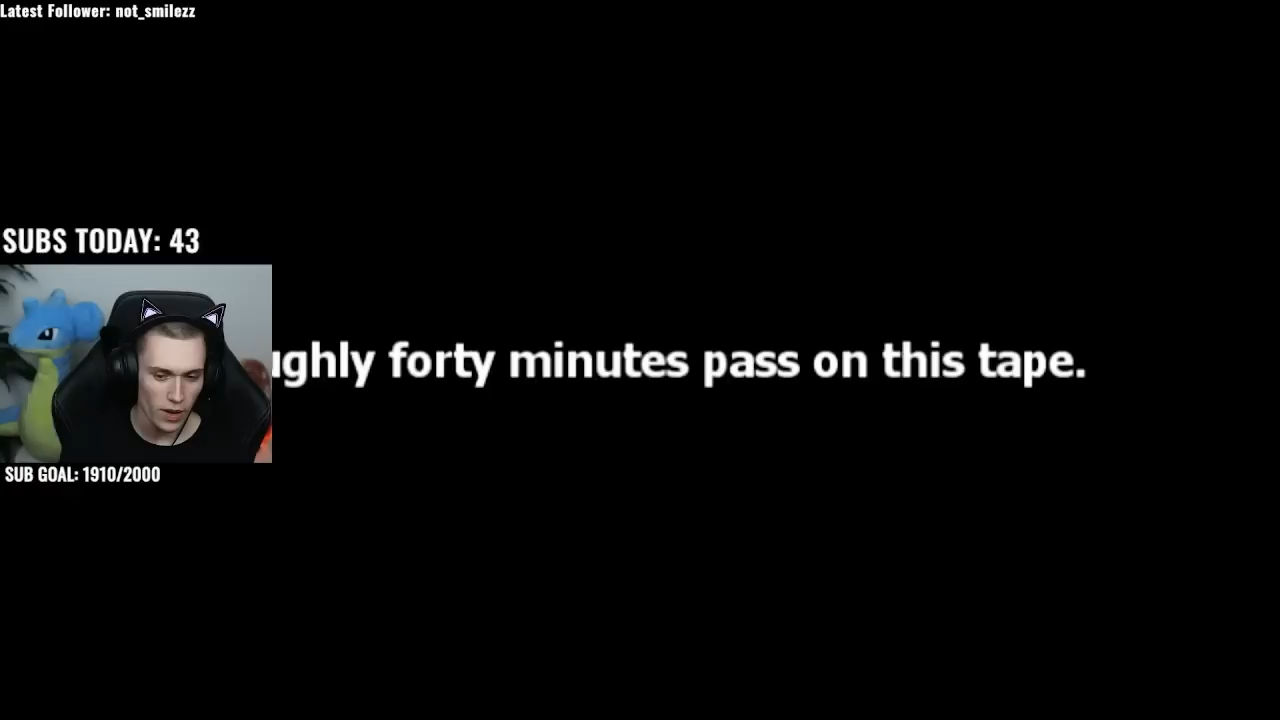 Latest Follower: not_smilezz
SUBS TODAY: 43
ughly forty minutes pass on this tape.
SUB GOAL: 1910/2000